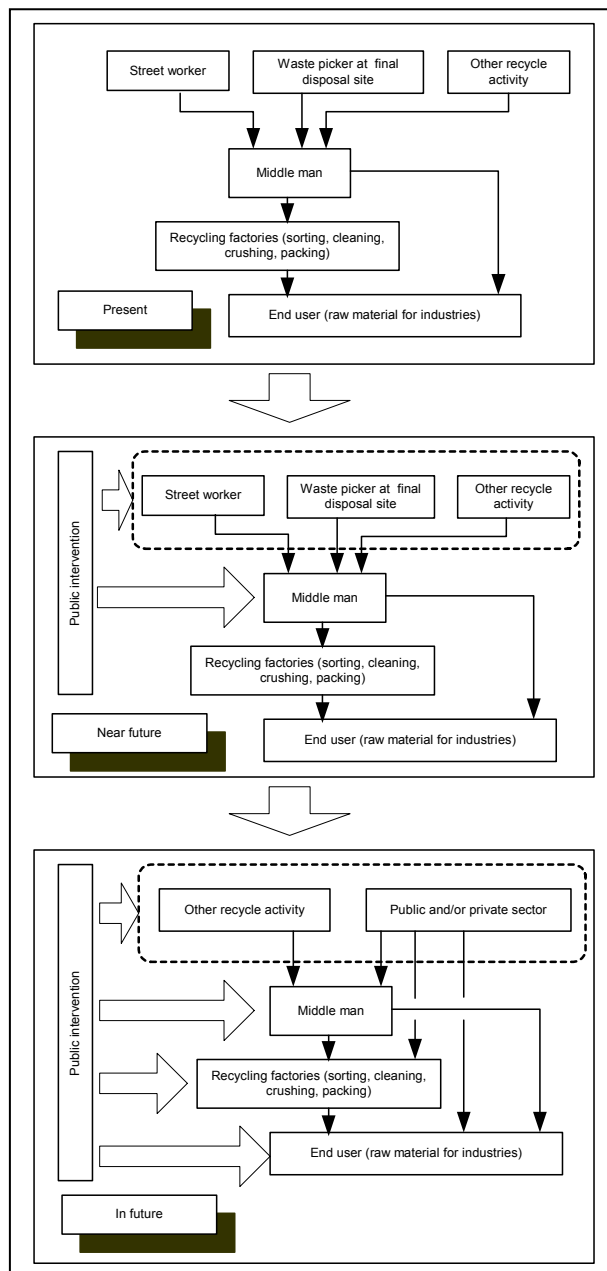 Street worker
Waste picker at final
disposal site
Other recycle
activity
Middle man
Recycling factories (sorting, cleaning,
crushing, packing)
Present
End user (raw material for industries)
Public intervention
Street worker
Waste picker at final
disposal site
Other recycle
activity
Middle man
Recycling factories (sorting, cleaning,
crushing, packing)
Near future
End user (raw material for industries)
Public intervention
Other recycle activity
Public and/or private sector
Middle man
Recycling factories (sorting, cleaning,
crushing, packing)
End user (raw material for industries)
In future